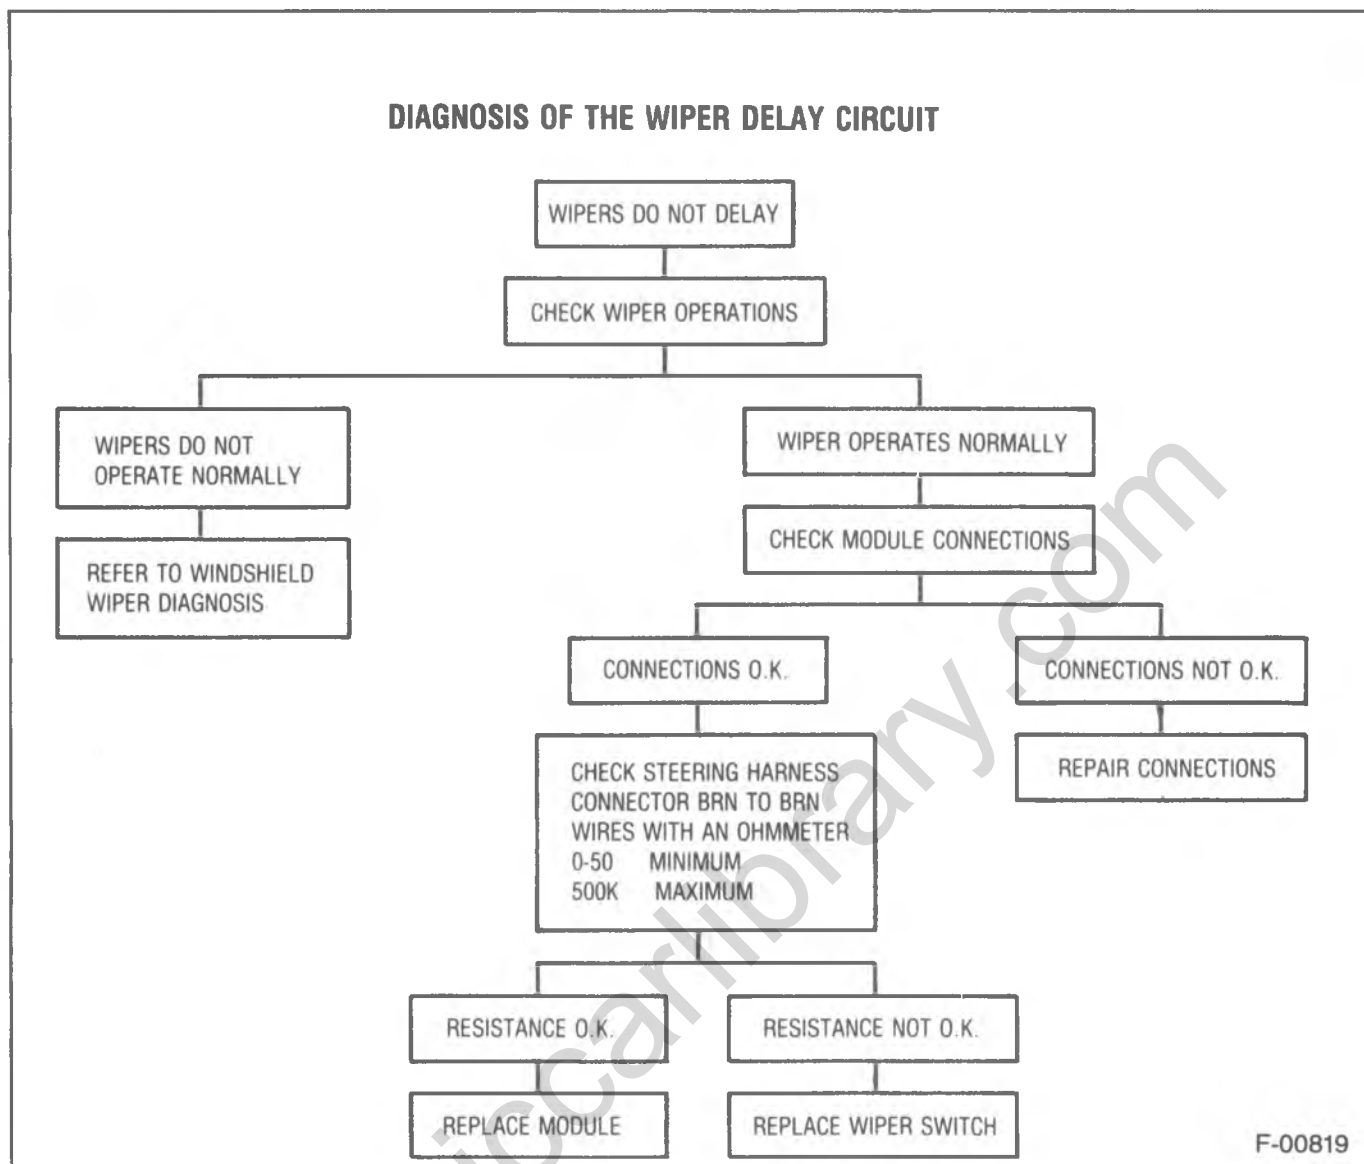 DIAGNOSIS OF THE WIPER DELAY CIRCUIT
WIPERS DO NOT DELAY
CHECK WIPER OPERATIONS
WIPERS DO NOT
OPERATE NORMALLY
REFER TO WINDSHIELD
WIPER DIAGNOSIS
WIPER OPERATES NORMALLY
CHECK MODULE CONNECTIONS
CONNECTIONS O.K.
CONNECTIONS NOT O.K.
CHECK STEERING HARNESS
CONNECTOR BRN TO BRN
WIRES WITH AN OHMMETER
0-50 MINIMUM
500K MAXIMUM
REPAIR CONNECTIONS
RESISTANCE O.K.
RESISTANCE NOT O.K.
REPLACE MODULE
REPLACE WIPER SWITCH
F-00819
iccarlibrary.com